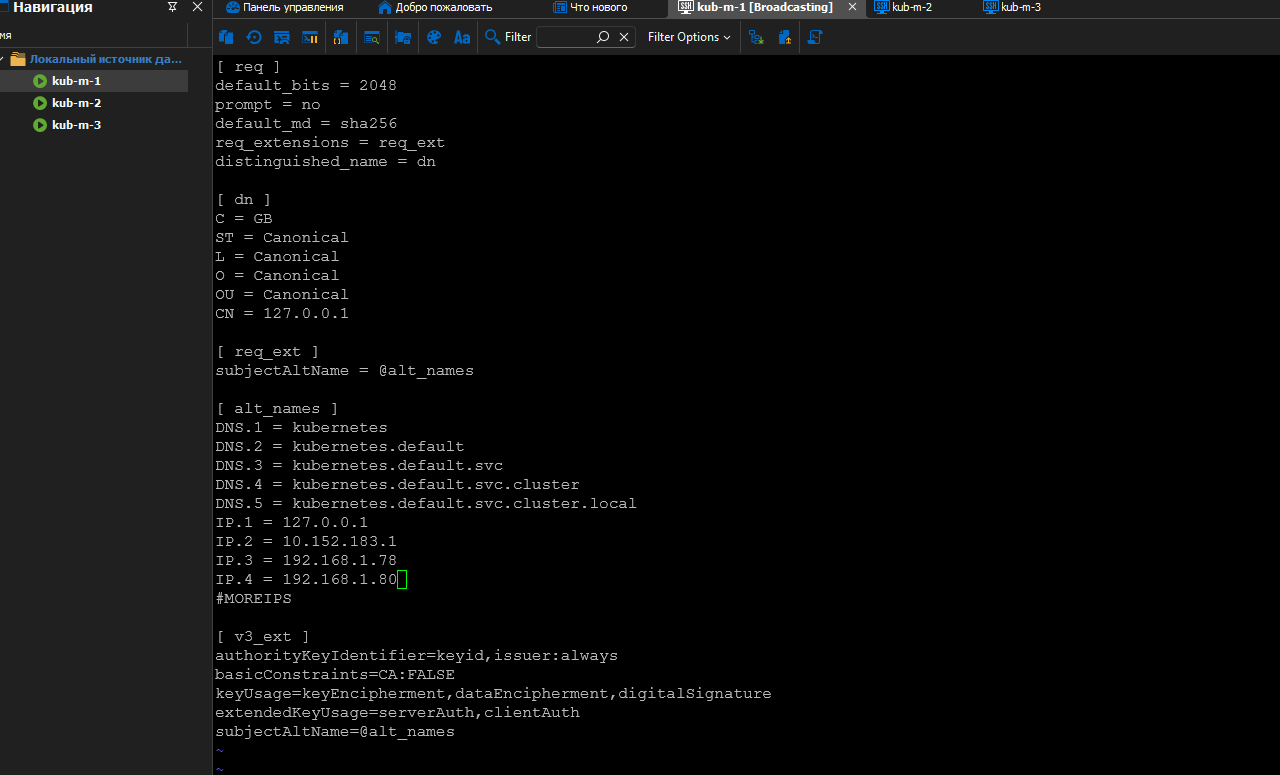 Навигация
Панель управления
Добро пожаловать
Что нового
kub-m-1 [Broadcasting]
kub-m-2
kub-m-3
мя
Filter
Filter Options
Локальный источник да...
kub-m-1
kub-m-2
kub-m-3
[ req ]
default_bits = 2048
prompt = no
default_md = sha256
req_extensions = req_ext
distinguished_name = dn
[ dn ]
C = GB
ST = Canonical
L = Canonical
O = Canonical
OU = Canonical
CN = 127.0.0.1
[ req_ext ]
subjectAltName = @alt_names
[ alt_names ]
DNS.1 = kubernetes
DNS.2 = kubernetes.default
DNS.3 = kubernetes.default.svc
DNS.4 = kubernetes.default.svc.cluster
DNS.5 = kubernetes.default.svc.cluster.local
IP.1 = 127.0.0.1
IP.2 = 10.152.183.1
IP.3 = 192.168.1.78
IP.4 = 192.168.1.80
#MOREIPS
[ v3_ext ]
authorityKeyIdentifier=keyid,issuer:always
basicConstraints=CA:FALSE
keyUsage=keyEncipherment,dataEncipherment,digitalSignature
extendedKeyUsage=serverAuth,clientAuth
subjectAltName=@alt_names
~
~